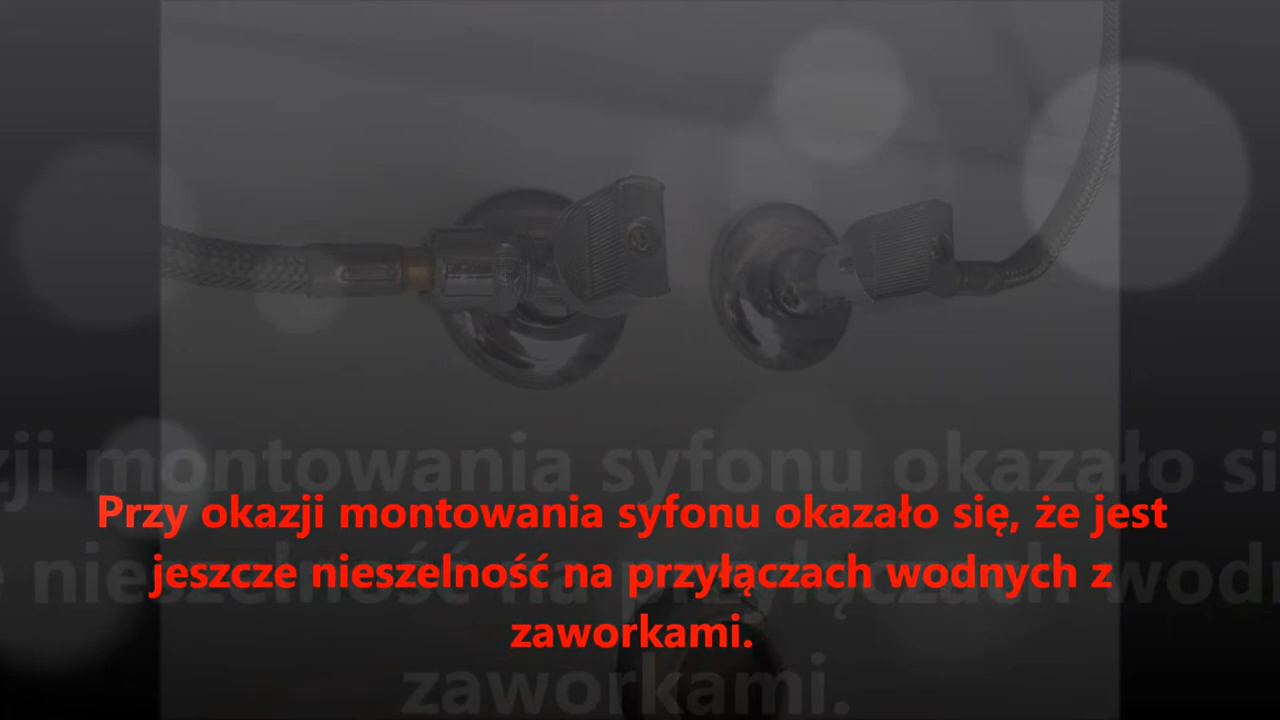 Przy okazji montowania syfonu okazało się, że jest
jeszcze nieszelność na przyłączach wodnych z
zaworkami.